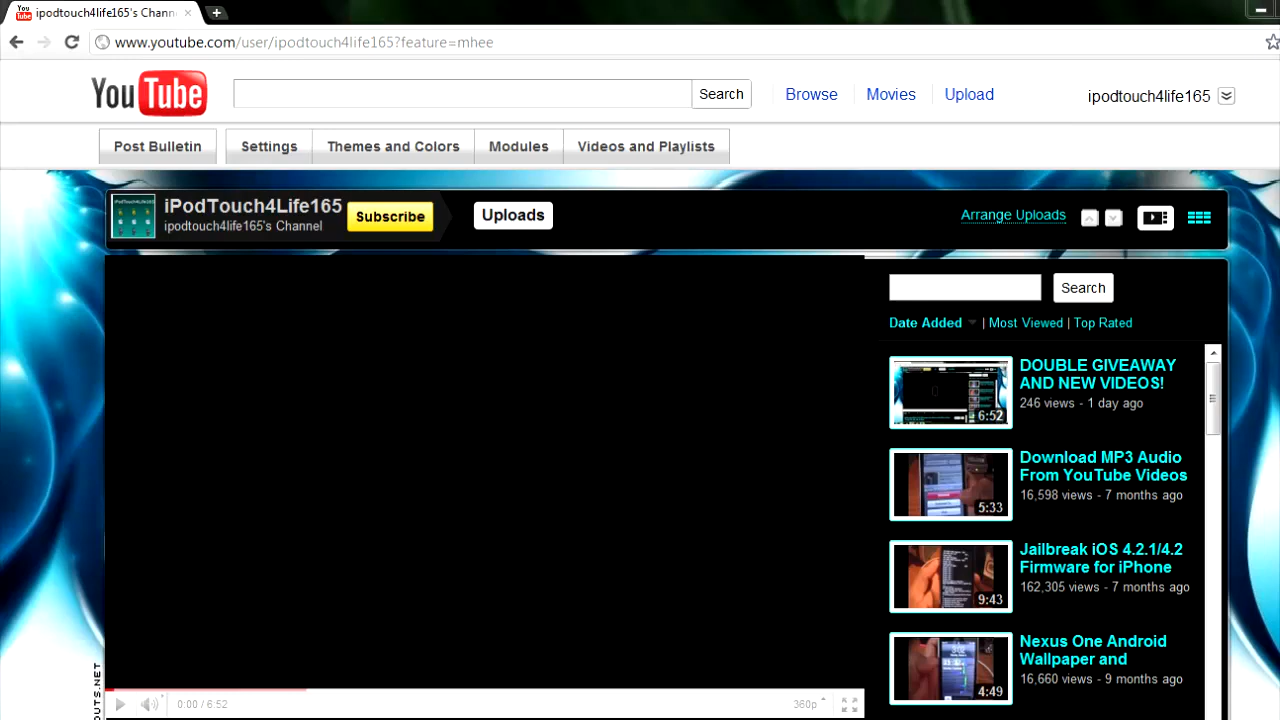 ipodtouch4life165's Chann
www.youtube.com/user/ipodtouch4life165?feature=mhee
YouTube
Search
Browse
Movies
Upload
ipodtouch4life165
Post Bulletin
Settings
Themes and Colors
Modules
Videos and Playlists
iPodTouch4Life165
ipodtouch4life165's Channel
Subscribe
Uploads
Arrange Uploads
Search
Date Added | Most Viewed | Top Rated
DOUBLE GIVEAWAY
AND NEW VIDEOS!
246 views - 1 day ago
6:52
Download MP3 Audio
From YouTube Videos
16,598 views - 7 months ago
5:33
Jailbreak iOS 4.2.1/4.2
Firmware for iPhone
162,305 views - 7 months ago
9:43
Nexus One Android
Wallpaper and
16,660 views - 9 months ago
4:49
OUTS.NET
0:00 / 6:52
360p